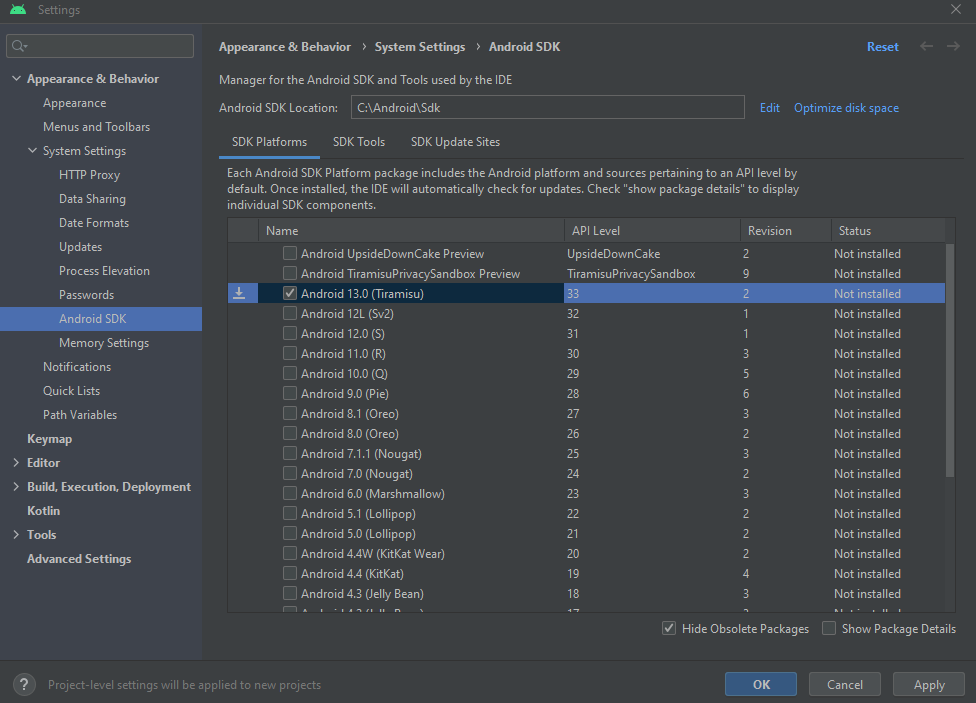 Settings
Appearance & Behavior
Appearance
Menus and Toolbars
System Settings
HTTP Proxy
Data Sharing
Date Formats
Updates
Process Elevation
Passwords
Android SDK
Memory Settings
Notifications
Quick Lists
Path Variables
Keymap
Editor
Build, Execution, Deployment
Kotlin
Tools
Advanced Settings
Appearance & Behavior › System Settings › Android SDK Reset
Manager for the Android SDK and Tools used by the IDE
Android SDK Location: C:\Android\Sdk Edit Optimize disk space
SDK Platforms SDK Tools SDK Update Sites
Each Android SDK Platform package includes the Android platform and sources pertaining to an API level by
default. Once installed, the IDE will automatically check for updates. Check "show package details" to display
individual SDK components.
Name API Level Revision Status
Android UpsideDownCake Preview UpsideDownCake 2 Not installed
Android TiramisuPrivacySandbox Preview TiramisuPrivacySandbox 9 Not installed
Android 13.0 (Tiramisu) 33 2 Not installed
Android 12L (Sv2) 32 1 Not installed
Android 12.0 (S) 31 1 Not installed
Android 11.0 (R) 30 3 Not installed
Android 10.0 (Q) 29 5 Not installed
Android 9.0 (Pie) 28 6 Not installed
Android 8.1 (Oreo) 27 3 Not installed
Android 8.0 (Oreo) 26 2 Not installed
Android 7.1.1 (Nougat) 25 3 Not installed
Android 7.0 (Nougat) 24 2 Not installed
Android 6.0 (Marshmallow) 23 3 Not installed
Android 5.1 (Lollipop) 22 2 Not installed
Android 5.0 (Lollipop) 21 2 Not installed
Android 4.4W (KitKat Wear) 20 2 Not installed
Android 4.4 (KitKat) 19 4 Not installed
Android 4.3 (Jelly Bean) 18 3 Not installed
Hide Obsolete Packages Show Package Details
? Project-level settings will be applied to new projects
OK Cancel Apply